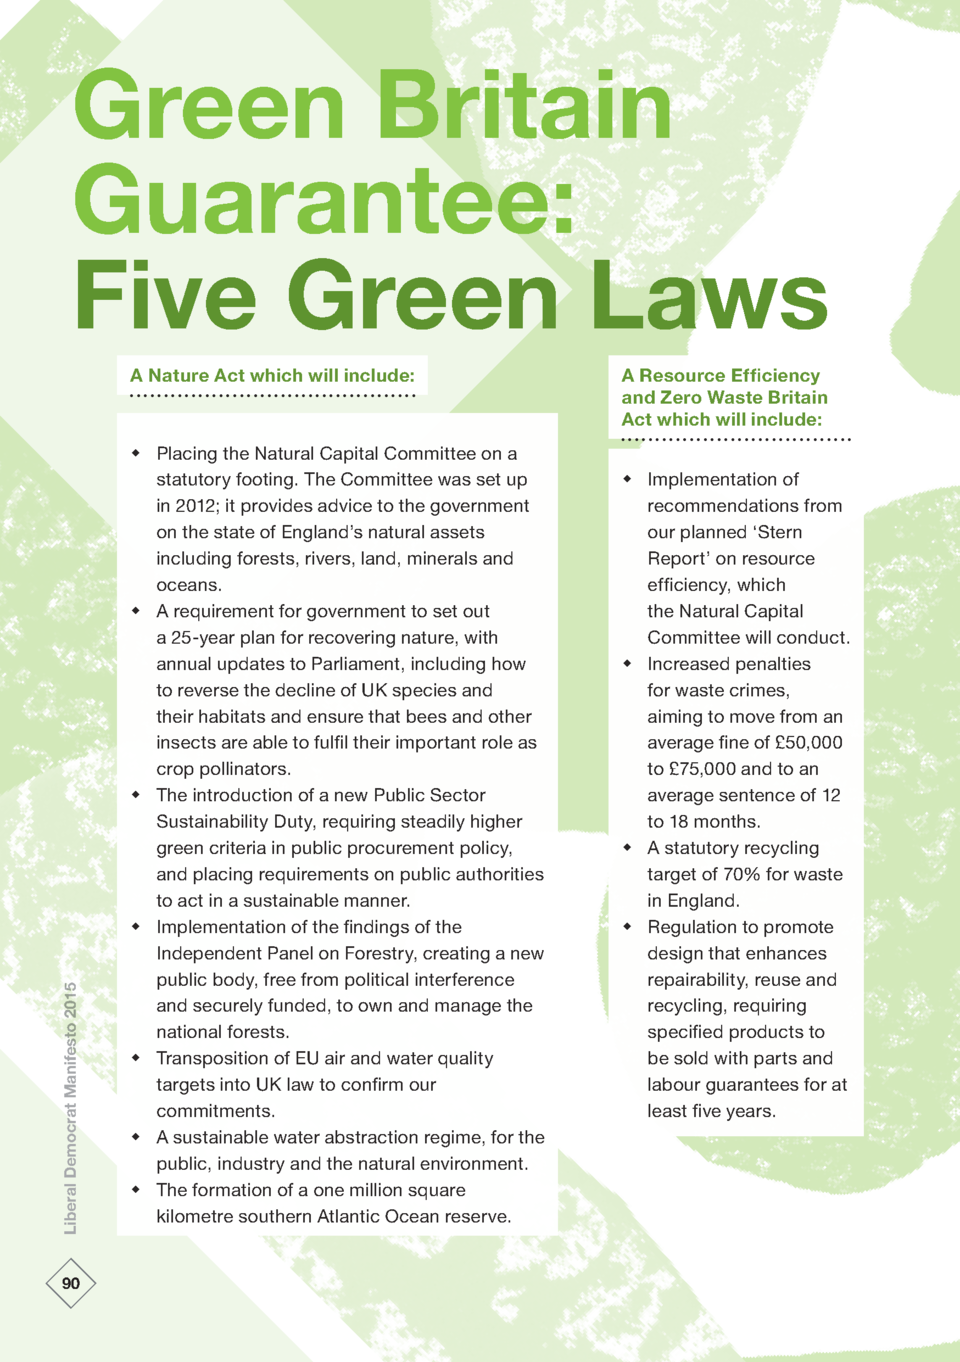 Green Britain
Guarantee:
Five Green Laws
A Nature Act which will include:
◆ Placing the Natural Capital Committee on a
statutory footing. The Committee was set up
in 2012; it provides advice to the government
on the state of England’s natural assets
including forests, rivers, land, minerals and
oceans.
◆ A requirement for government to set out
a 25-year plan for recovering nature, with
annual updates to Parliament, including how
to reverse the decline of UK species and
their habitats and ensure that bees and other
insects are able to fulfil their important role as
crop pollinators.
◆ The introduction of a new Public Sector
Sustainability Duty, requiring steadily higher
green criteria in public procurement policy,
and placing requirements on public authorities
to act in a sustainable manner.
◆ Implementation of the findings of the
Independent Panel on Forestry, creating a new
public body, free from political interference
and securely funded, to own and manage the
national forests.
◆ Transposition of EU air and water quality
targets into UK law to confirm our
commitments.
◆ A sustainable water abstraction regime, for the
public, industry and the natural environment.
◆ The formation of a one million square
kilometre southern Atlantic Ocean reserve.
A Resource Efficiency
and Zero Waste Britain
Act which will include:
◆ Implementation of
recommendations from
our planned ‘Stern
Report’ on resource
efficiency, which
the Natural Capital
Committee will conduct.
◆ Increased penalties
for waste crimes,
aiming to move from an
average fine of £50,000
to £75,000 and to an
average sentence of 12
to 18 months.
◆ A statutory recycling
target of 70% for waste
in England.
◆ Regulation to promote
design that enhances
repairability, reuse and
recycling, requiring
specified products to
be sold with parts and
labour guarantees for at
least five years.
Liberal Democrat Manifesto 2015
90